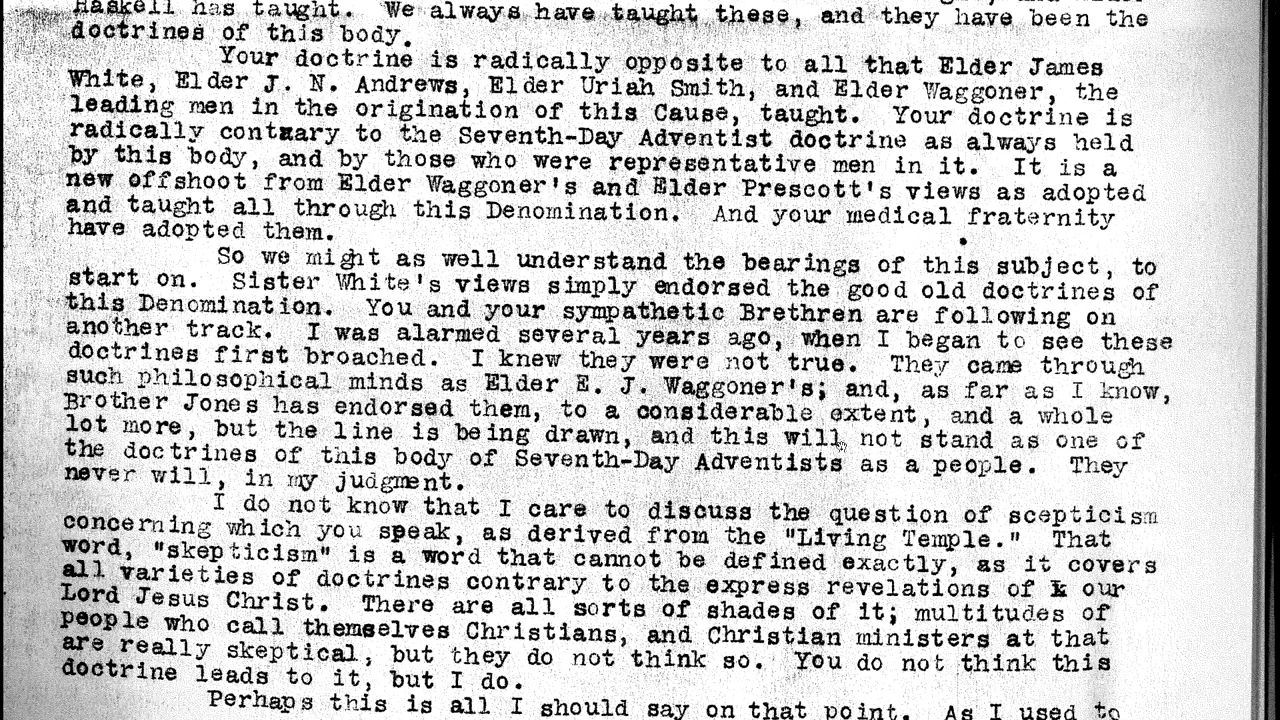 Haskell has taught. We always have taught these, and they have been the
doctrines of this body.
Your doctrine is radically opposite to all that Elder James
White, Elder J. N. Andrews, Elder Uriah Smith, and Elder Waggoner, the
leading men in the origination of this Cause, taught. Your doctrine is
radically contxary to the Seventh-Day Adventist doctrine as always held
by this body, and by those who were representative men in it. It is a
new offshoot from Elder Waggoner's and Elder Prescott's views as adopted
and taught all through this Denomination. And your medical fraternity
have adopted them.
So we might as well understand the bearings of this subject, to
start on. Sister White's views simply endorsed the good old doctrines of
this Denomination. You and your sympathetic Brethren are following on
another track. I was alarmed several years ago, when I began to see these
doctrines first broached. I knew they were not true. They came through
such philosophical minds as Elder E. J. Waggoner's; and, as far as I know,
Brother Jones has endorsed them, to a considerable extent, and a whole
lot more, but the line is being drawn, and this will not stand as one of
the doctrines of this body of Seventh-Day Adventists as a people. They
never will, in my judgment.
I do not know that I care to discuss the question of scepticism
concerning which you speak, as derived from the "Living Temple." That
word, "skepticism" is a word that cannot be defined exactly, as it covers
all varieties of doctrines contrary to the express revelations of k our
Lord Jesus Christ. There are all sorts of shades of it; multitudes of
people who call themselves Christians, and Christian ministers at that
are really skeptical, but they do not think so. You do not think this
doctrine leads to it, but I do.
Perhaps this is all I should say on that point. As I used to